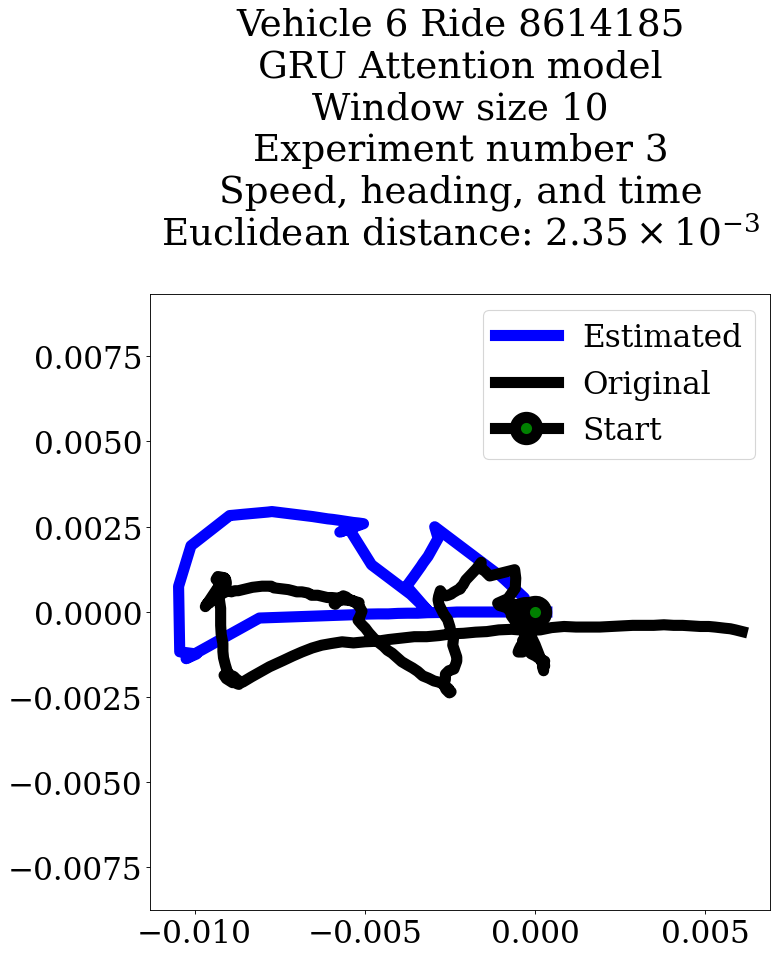 Vehicle 6 Ride 8614185
GRU Attention model
Window size 10
Experiment number 3
Speed, heading, and time
Euclidean distance: 2.35 × 10⁻³
Estimated
Original
Start
0.0075
0.0050
0.0025
0.0000
−0.0025
−0.0050
−0.0075
−0.010 −0.005 0.000 0.005